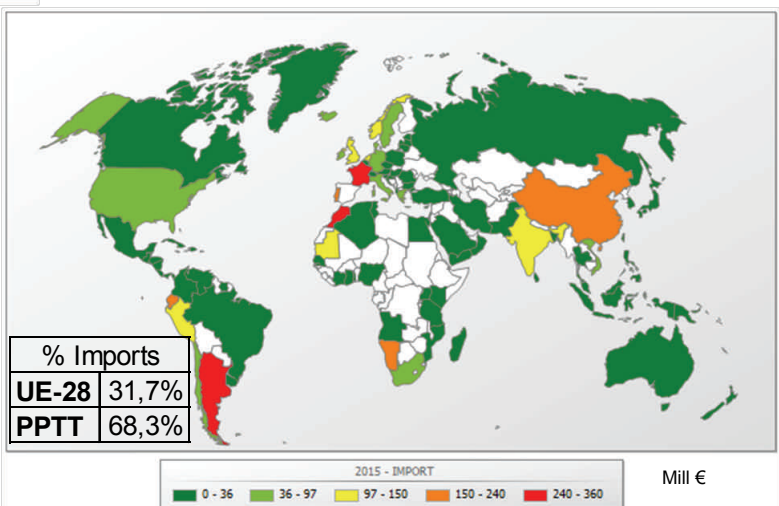 % Imports
UE-28 31,7%
PPTT 68,3%
2015 - IMPORT
0 - 36 36 - 97 97 - 150 150 - 240 240 - 360
Mill €